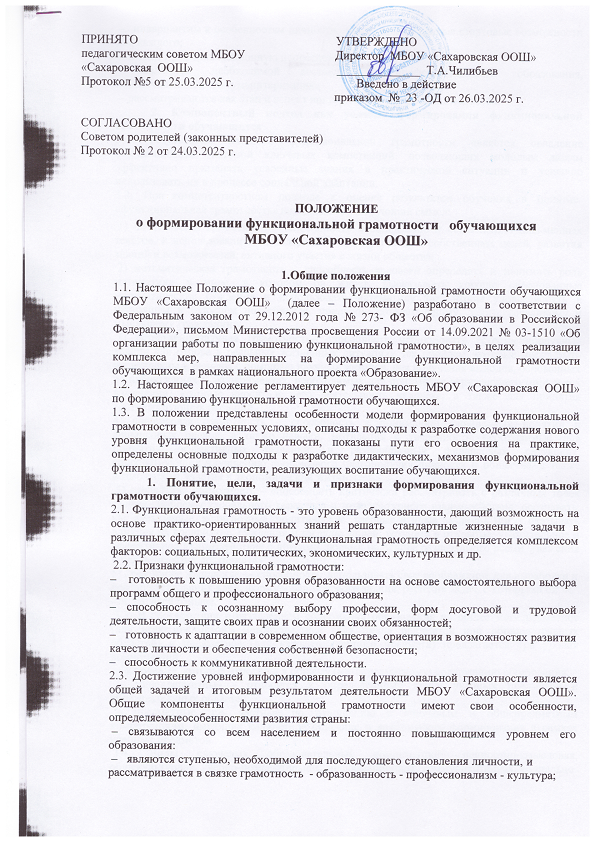 ПРИНЯТО
педагогическим советом МБОУ
«Сахаровская ООШ»
Протокол №5 от 25.03.2025 г.
УТВЕРЖДЕНО
Директор МБОУ «Сахаровская ООШ»
Т.А.Чилибьев
Введено в действие
приказом № 23 -ОД от 26.03.2025 г.
СОГЛАСОВАНО
Советом родителей (законных представителей)
Протокол № 2 от 24.03.2025 г.
ПОЛОЖЕНИЕ
о формировании функциональной грамотности обучающихся
МБОУ «Сахаровская ООШ»
1.Общие положения
1.1. Настоящее Положение о формировании функциональной грамотности обучающихся
МБОУ «Сахаровская ООШ» (далее – Положение) разработано в соответствии с
Федеральным законом от 29.12.2012 года № 273- ФЗ «Об образовании в Российской
Федерации», письмом Министерства просвещения России от 14.09.2021 № 03-1510 «Об
организации работы по повышению функциональной грамотности», в целях реализации
комплекса мер, направленных на формирование функциональной грамотности
обучающихся в рамках национального проекта «Образование».
1.2. Настоящее Положение регламентирует деятельность МБОУ «Сахаровская ООШ»
по формированию функциональной грамотности обучающихся.
1.3. В положении представлены особенности модели формирования функциональной
грамотности в современных условиях, описаны подходы к разработке содержания нового
уровня функциональной грамотности, показаны пути его освоения на практике,
определены основные подходы к разработке дидактических, механизмов формирования
функциональной грамотности, реализующих воспитание обучающихся.
1. Понятие, цели, задачи и признаки формирования функциональной
грамотности обучающихся.
2.1. Функциональная грамотность - это уровень образованности, дающий возможность на
основе практико-ориентированных знаний решать стандартные жизненные задачи в
различных сферах деятельности. Функциональная грамотность определяется комплексом
факторов: социальных, политических, экономических, культурных и др.
2.2. Признаки функциональной грамотности:
– готовность к повышению уровня образованности на основе самостоятельного выбора
программ общего и профессионального образования;
– способность к осознанному выбору профессии, форм досуговой и трудовой
деятельности, защите своих прав и осознании своих обязанностей;
– готовность к адаптации в современном обществе, ориентация в возможностях развития
качеств личности и обеспечения собственной безопасности;
– способность к коммуникативной деятельности.
2.3. Достижение уровней информированности и функциональной грамотности является
общей задачей и итоговым результатом деятельности МБОУ «Сахаровская ООШ».
Общие компоненты функциональной грамотности имеют свои особенности,
определяемыеособенностями развития страны:
– связываются со всем населением и постоянно повышающимся уровнем его
образования:
– являются ступенью, необходимой для последующего становления личности, и
рассматривается в связке грамотность - образованность - профессионализм - культура;